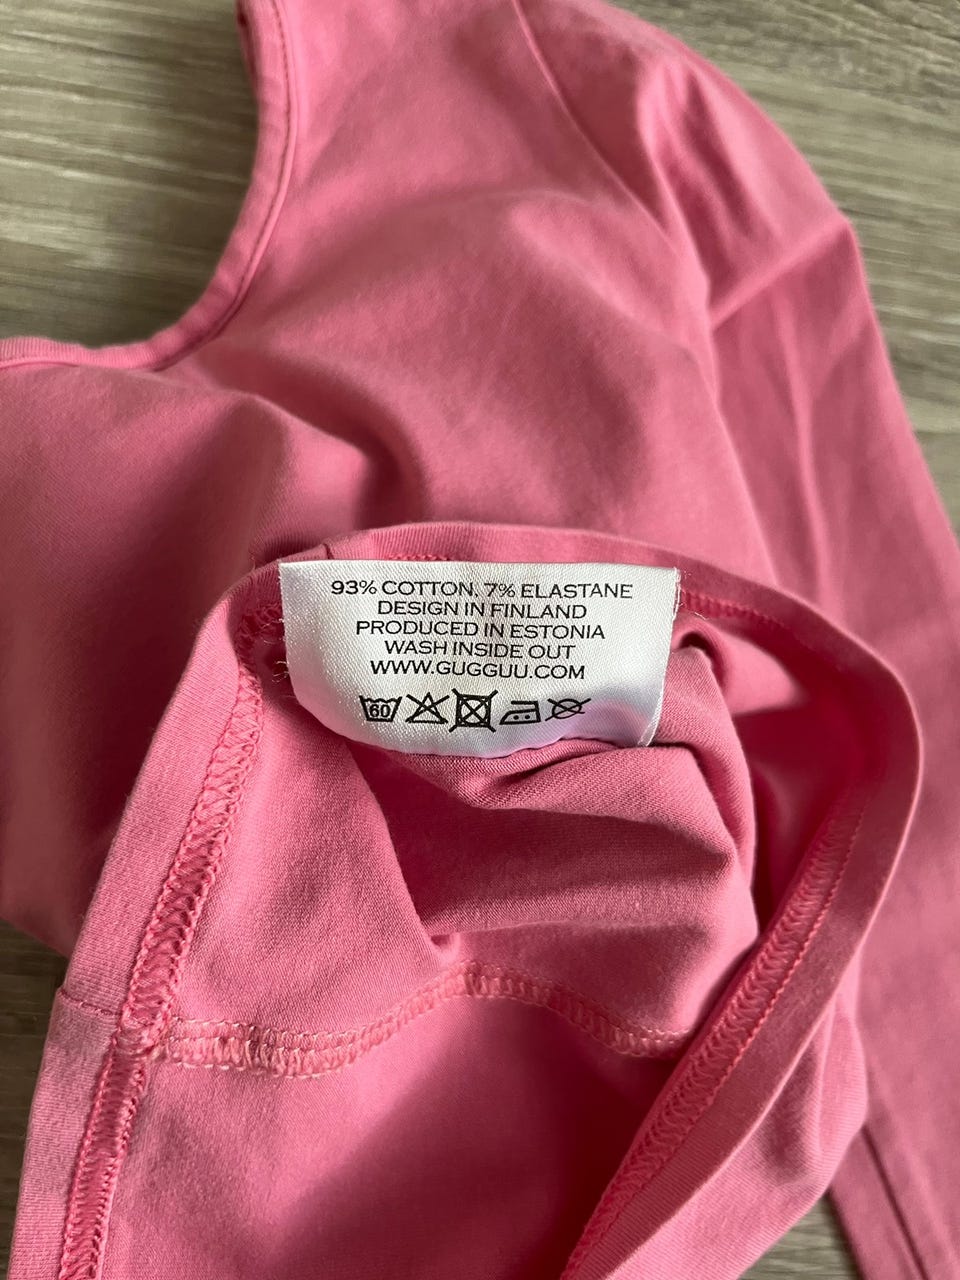 93% COTTON, 7% ELASTANE
DESIGN IN FINLAND
PRODUCED IN ESTONIA
WASH INSIDE OUT
WWW.GUGGUU.COM
60